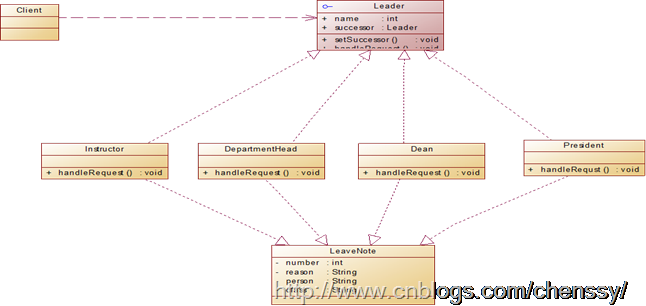 Client
Leader
+ name : int
+ successor : Leader
+ setSuccessor () : void
+ handleRequest () : void
Instructor
+ handleRequest () : void
DepartmentHead
+ handleRequest () : void
Dean
+ handleRequest () : void
President
+ handleRequst () : void
LeaveNote
- number : int
- reason : String
- person : String
: String
http://www.cnblogs.com/chenssy/